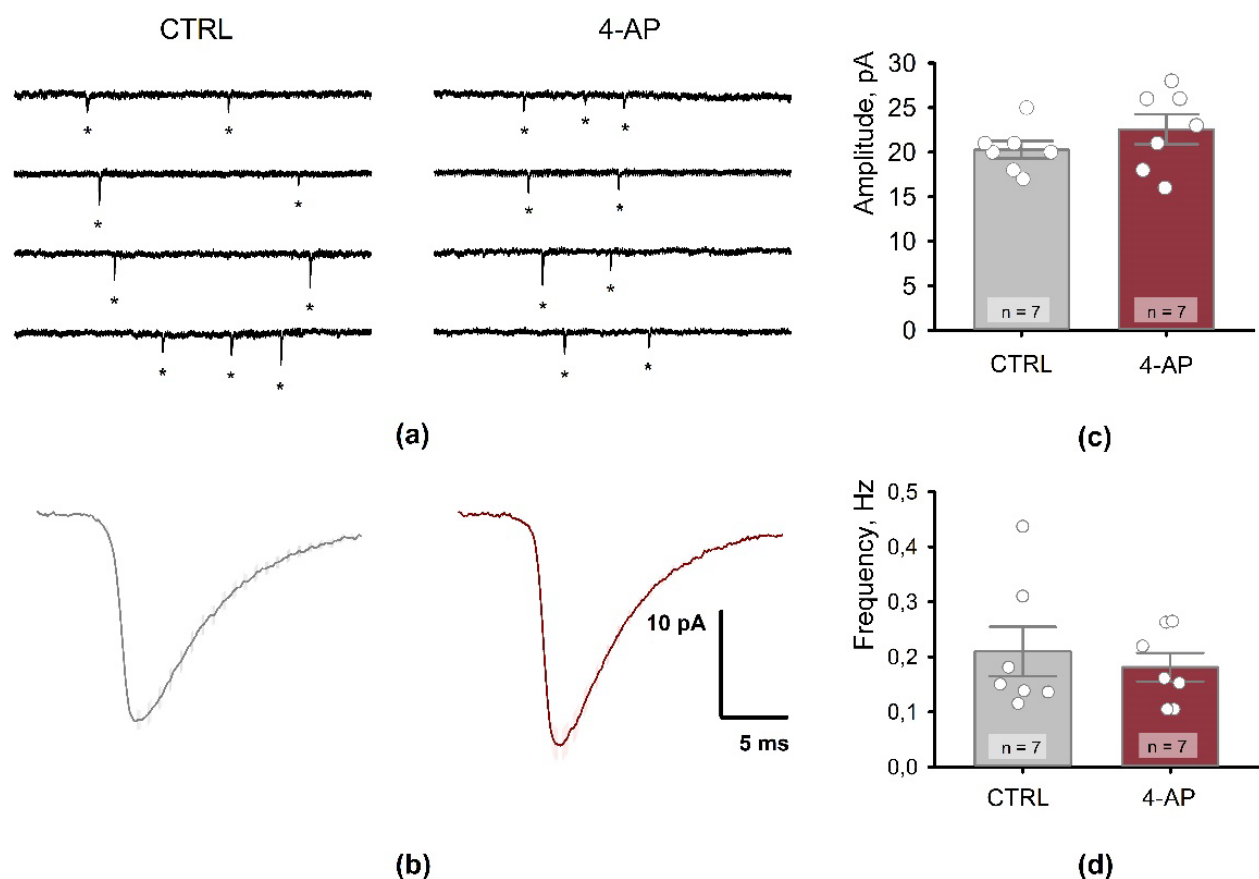 CTRL
4-AP
* *
* * *
* *
* *
* *
* *
* * *
* *
(a)
10 pA
5 ms
(b)
Amplitude, pA
30
25
20
15
10
5
0
n = 7
n = 7
CTRL
4-AP
(c)
Frequency, Hz
0,5
0,4
0,3
0,2
0,1
0,0
n = 7
n = 7
CTRL
4-AP
(d)